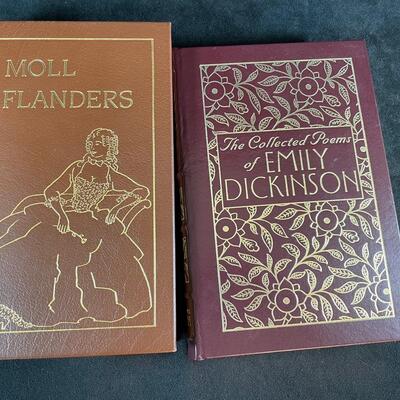 MOLL
FLANDERS
The Collected Poems
of EMILY
DICKINSON